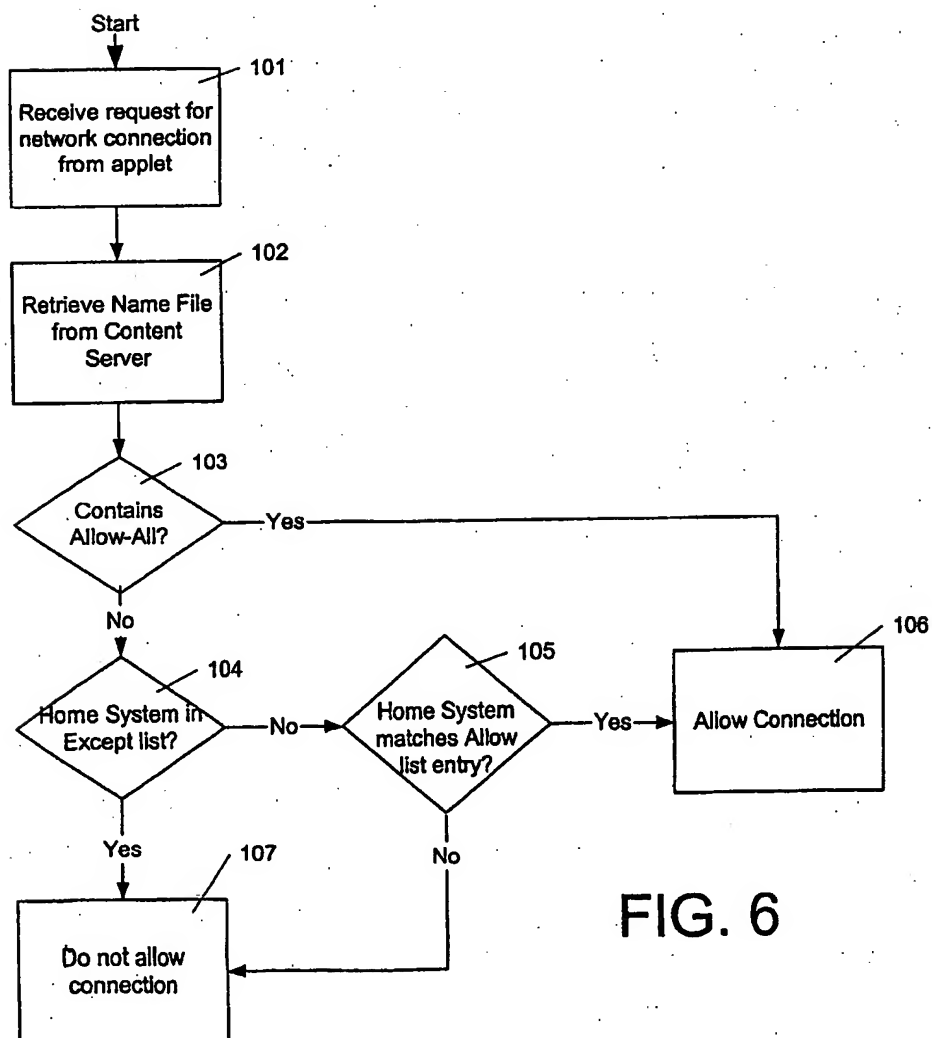 Start
101
Receive request for
network connection
from applet
102
Retrieve Name File
from Content
Server
103
Contains
Allow-All?
Yes
No
104
Home System in
Except list?
No
105
Home System
matches Allow
list entry?
Yes
106
Allow Connection
Yes
No
107
Do not allow
connection
FIG. 6